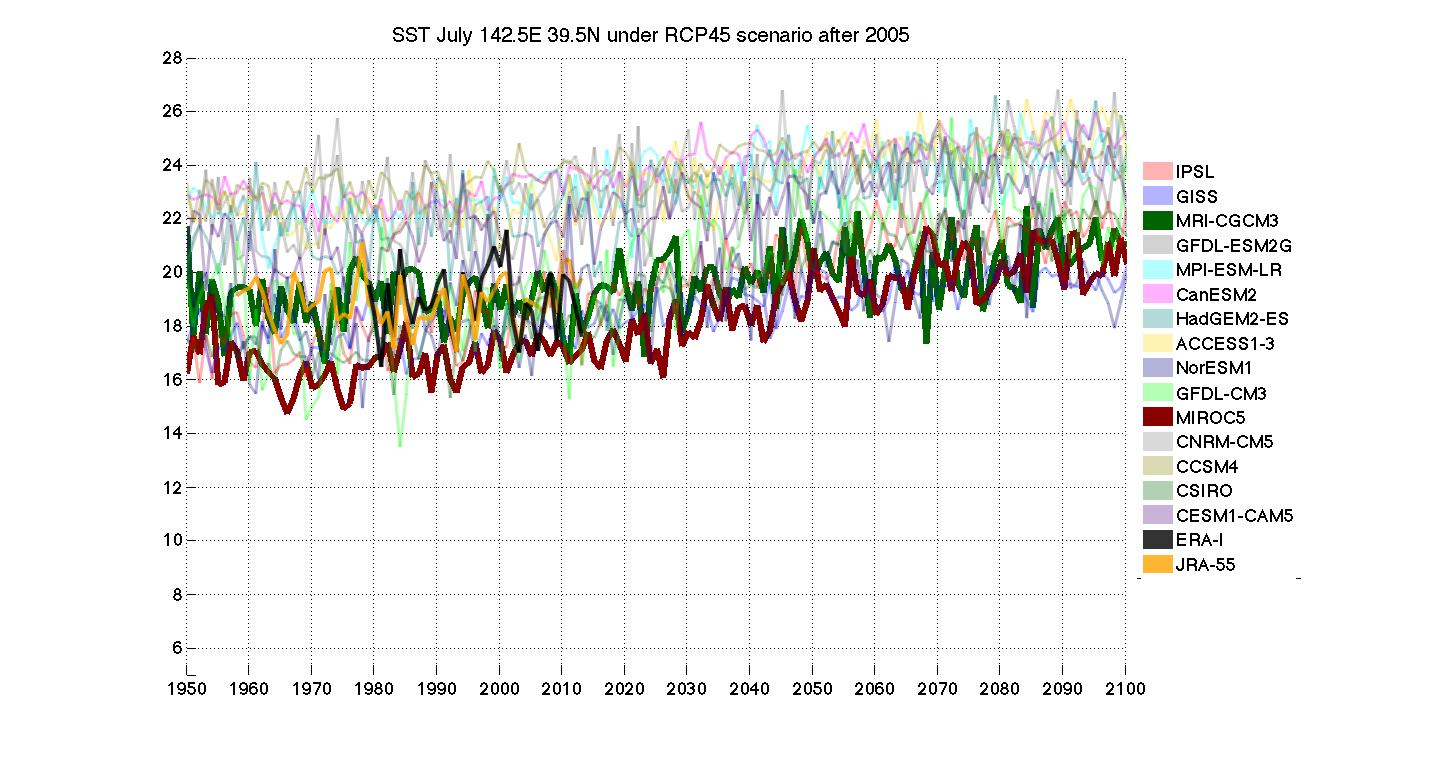 SST July 142.5E 39.5N under RCP45 scenario after 2005
28
26
24
22
20
18
16
14
12
10
8
6
1950 1960 1970 1980 1990 2000 2010 2020 2030 2040 2050 2060 2070 2080 2090 2100
IPSL
GISS
MRI-CGCM3
GFDL-ESM2G
MPI-ESM-LR
CanESM2
HadGEM2-ES
ACCESS1-3
NorESM1
GFDL-CM3
MIROC5
CNRM-CM5
CCSM4
CSIRO
CESM1-CAM5
ERA-I
JRA-55